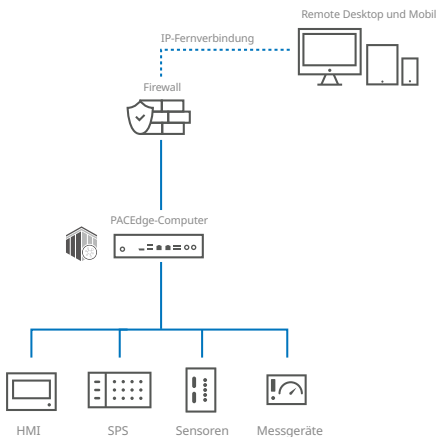 Remote Desktop und Mobil
IP-Fernverbindung
Firewall
PACEdge-Computer
HMI
SPS
Sensoren
Messgeräte